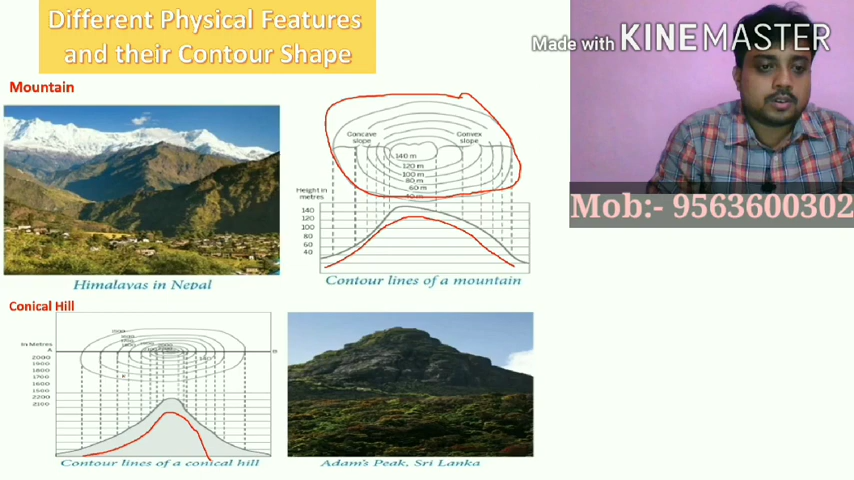 Different Physical Features
and their Contour Shape
Made with KINEMASTER
Mob:- 9563600302
Mountain
Concave
slope
Convex
slope
140 m
120 m
100 m
80 m
60 m
Height in
metres
140
120
100
80
60
40
Himalayas in Nepal
Contour lines of a mountain
Conical Hill
In Metres
A
B
2000
1900
1800
1700
1600
1500
2200
2100
Contour lines of a conical hill
Adam's Peak, Sri Lanka